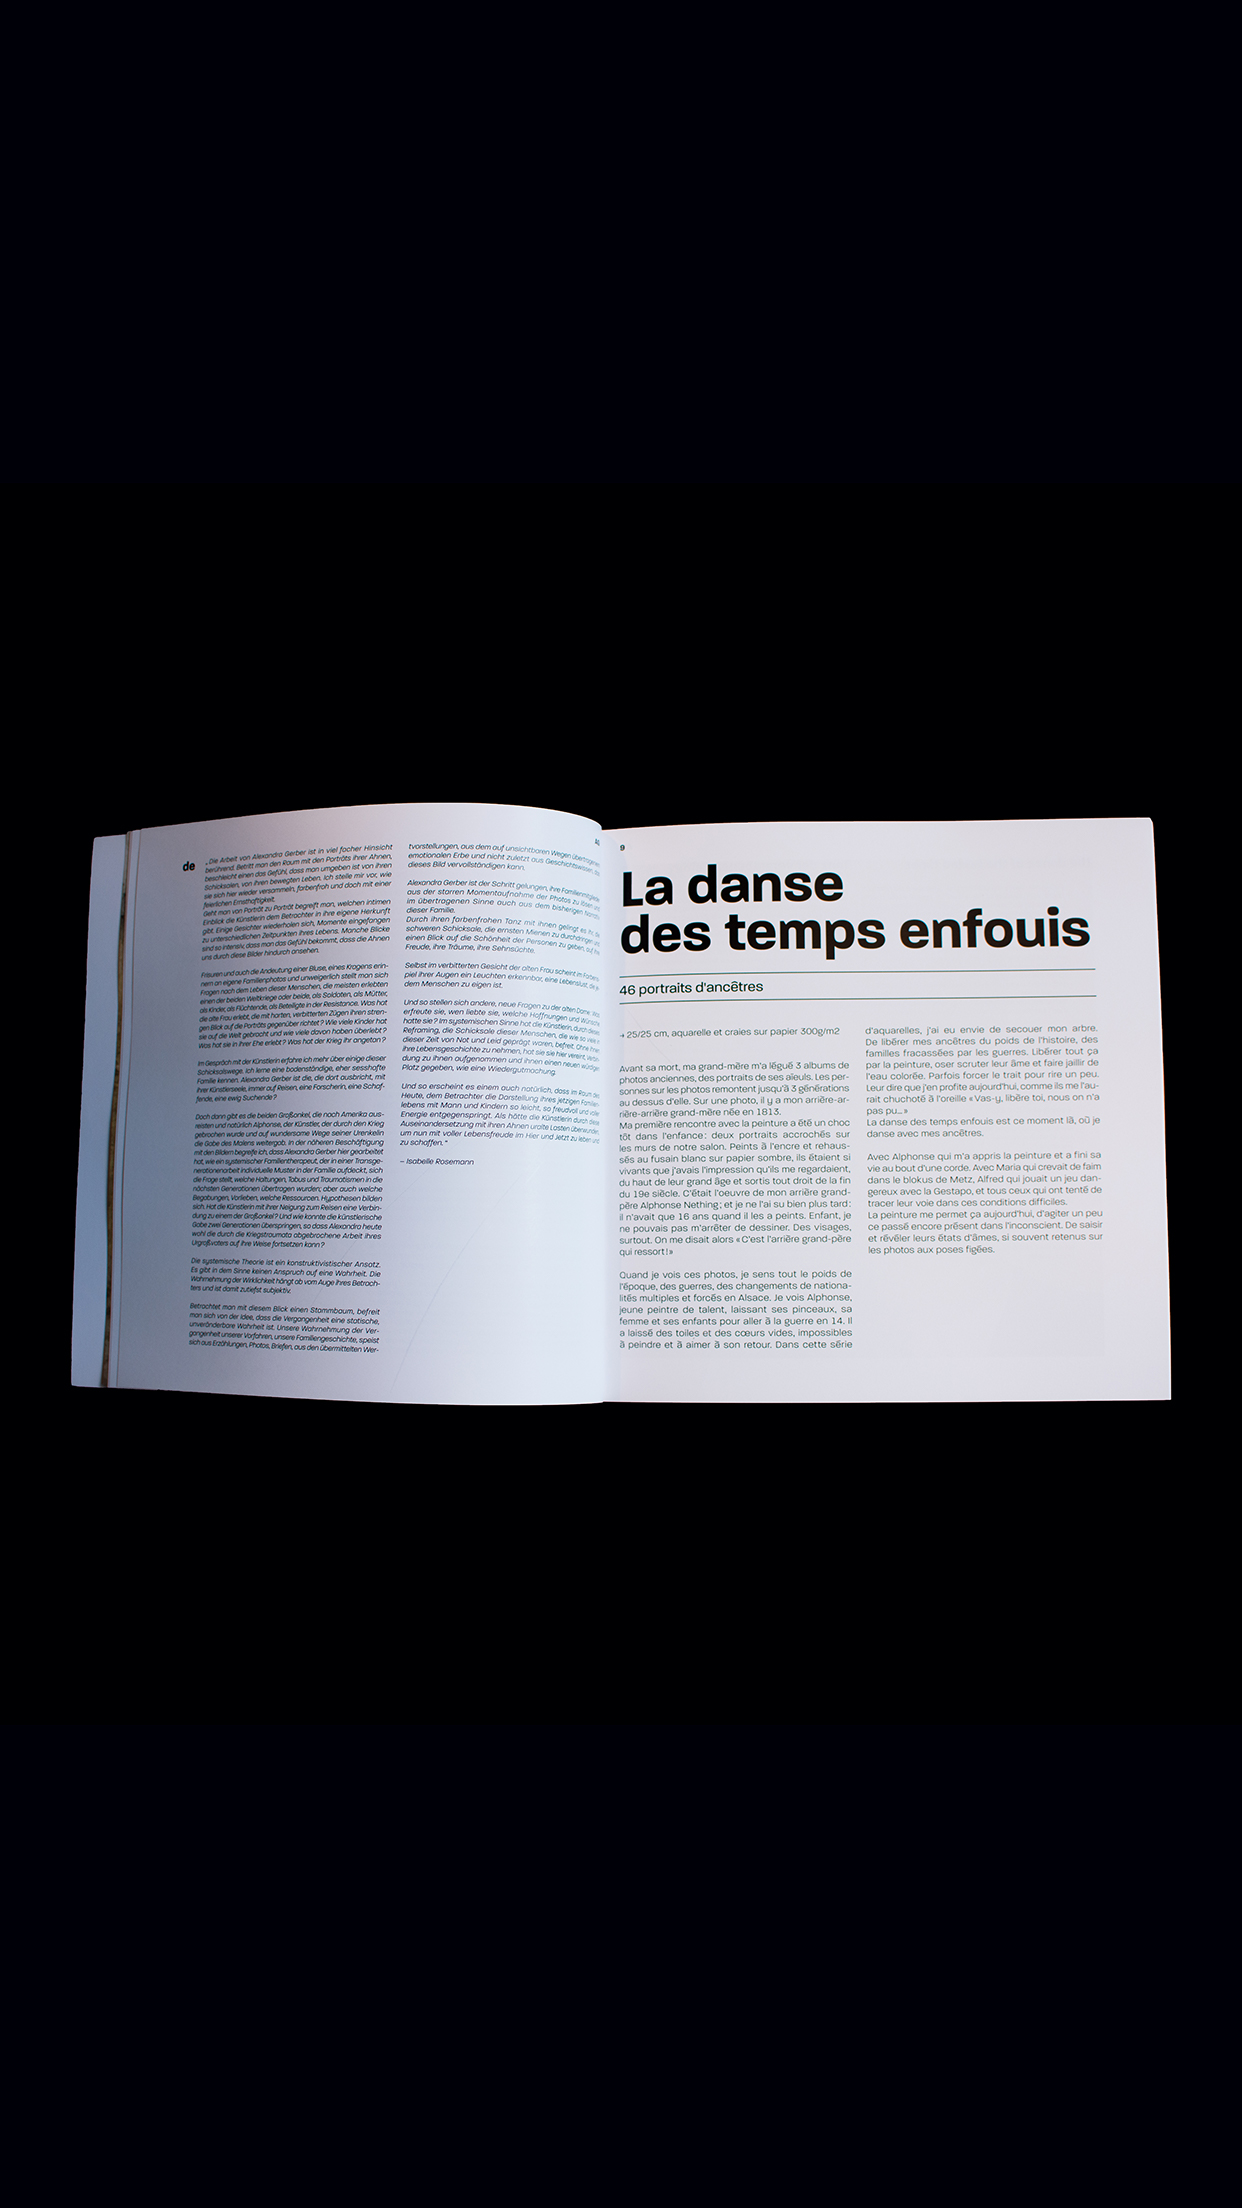 de
„Die Arbeit von Alexandra Gerber ist in viel facher Hinsicht
berührend. Betritt man den Raum mit den Porträts ihrer Ahnen,
beschleicht einen das Gefühl, dass man umgeben ist von ihren
Schicksalen, von ihren bewegten Leben. Ich stelle mir vor, wie
sie sich hier wieder versammeln, farbenfroh und doch mit einer
feierlichen Ernsthaftigkeit.
Geht man von Porträt zu Porträt begreift man, welchen intimen
Einblick die Künstlerin dem Betrachter in ihre eigene Herkunft
gibt. Einige Gesichter wiederholen sich, Momente eingefangen
zu unterschiedlichen Zeitpunkten ihres Lebens. Manche Blicke
sind so intensiv, dass man das Gefühl bekommt, dass die Ahnen
uns durch diese Bilder hindurch ansehen.
Frisuren und auch die Andeutung einer Bluse, eines Kragens erin-
nern an eigene Familienphotos und unweigerlich stellt man sich
Fragen nach dem Leben dieser Menschen, die meisten erlebten
einen der beiden Weltkriege oder beide, als Soldaten, als Mütter,
als Kinder, als Flüchtende, als Beteiligte in der Resistance. Was hat
die alte Frau erlebt, die mit harten, verbitterten Zügen ihren stren-
gen Blick auf die Porträts gegenüber richtet? Wie viele Kinder hat
sie auf die Welt gebracht und wie viele davon haben überlebt?
Was hat sie in ihrer Ehe erlebt? Was hat der Krieg ihr angetan?
Im Gespräch mit der Künstlerin erfahre ich mehr über einige dieser
Schicksalswege. Ich lerne eine bodenständige, eher sesshafte
Familie kennen. Alexandra Gerber ist die, die dort ausbricht, mit
ihrer Künstlerseele, immer auf Reisen, eine Forscherin, eine Schaf-
fende, eine ewig Suchende?
Doch dann gibt es die beiden Großonkel, die nach Amerika aus-
reisten und natürlich Alphonse, der Künstler, der durch den Krieg
gebrochen wurde und auf wundersame Wege seiner Urenkelin
die Gabe des Malens weitergab. In der näheren Beschäftigung
mit den Bildern begreife ich, dass Alexandra Gerber hier gearbeitet
hat, wie ein systemischer Familientherapeut, der in einer Transge-
nerationenarbeit individuelle Muster in der Familie aufdeckt, sich
die Frage stellt, welche Haltungen, Tabus und Traumatismen in die
nächsten Generationen übertragen wurden; aber auch welche
Begabungen, Vorlieben, welche Ressourcen. Hypothesen bilden
sich. Hat die Künstlerin mit ihrer Neigung zum Reisen eine Verbin-
dung zu einem der Großonkel? Und wie konnte die künstlerische
Gabe zwei Generationen überspringen, so dass Alexandra heute
wohl die durch die Kriegstraumata abgebrochene Arbeit ihres
Urgroßvaters auf ihre Weise fortsetzen kann?
Die systemische Theorie ist ein konstruktivistischer Ansatz.
Es gibt in dem Sinne keinen Anspruch auf eine Wahrheit. Die
Wahrnehmung der Wirklichkeit hängt ab vom Auge ihres Betrach-
ters und ist damit zutiefst subjektiv.
Betrachtet man mit diesem Blick einen Stammbaum, befreit
man sich von der Idee, dass die Vergangenheit eine statische,
unveränderbare Wahrheit ist. Unsere Wahrnehmung der Ver-
gangenheit unserer Vorfahren, unsere Familiengeschichte, speist
sich aus Erzählungen, Photos, Briefen, aus den übermittelten Wer-
tvorstellungen, aus dem auf unsichtbaren Wegen übertragenen
emotionalen Erbe und nicht zuletzt aus Geschichtswissen, das
dieses Bild vervollständigen kann.
Alexandra Gerber ist der Schritt gelungen, ihre Familienmitglieder
aus der starren Momentaufnahme der Photos zu lösen und
im übertragenen Sinne auch aus dem bisherigen
dieser Familie.
Durch ihren farbenfrohen Tanz mit ihnen gelingt es ihr, die
schweren Schicksale, die ernsten Mienen zu durchdringen und
einen Blick auf die Schönheit der Personen zu geben, auf ihre
Freude, ihre Träume, ihre Sehnsüchte.
Selbst im verbitterten Gesicht der alten Frau scheint im Farben-
piel ihrer Augen ein Leuchten erkennbar, eine Lebenslust, die je-
dem Menschen zu eigen ist.
Und so stellen sich andere, neue Fragen zu der alten Dame: Was
erfreute sie, wen liebte sie, welche Hoffnungen und Wünsche
hatte sie? Im systemischen Sinne hat die Künstlerin, durch dieses
Reframing, die Schicksale dieser Menschen, die wie so viele in
dieser Zeit von Not und Leid geprägt waren, befreit. Ohne ihnen
ihre Lebensgeschichte zu nehmen, hat sie sie hier vereint,
dung zu ihnen aufgenommen und ihnen einen neuen würdigen
Platz gegeben, wie eine Wiedergutmachung.
Und so erscheint es einem auch natürlich, dass im Raum des
Heute, dem Betrachter die Darstellung ihres jetzigen Familien-
lebens mit Mann und Kindern so leicht, so freudvoll und voller
Energie entgegenspringt. Als hätte die Künstlerin durch diese
Auseinandersetzung mit ihren Ahnen uralte Lasten überwunden,
um nun mit voller Lebensfreude im Hier und Jetzt zu leben und
zu schaffen.“
– Isabelle Rosemann
9
La danse
des temps enfouis
46 portraits d'ancêtres
→ 25/25 cm, aquarelle et craies sur papier 300g/m2
Avant sa mort, ma grand-mère m'a légué 3 albums de
photos anciennes, des portraits de ses aïeuls. Les per-
sonnes sur les photos remontent jusqu'à 3 générations
au dessus d'elle. Sur une photo, il y a mon arrière-ar-
rière-arrière grand-mère née en 1813.
Ma première rencontre avec la peinture a été un choc
tôt dans l'enfance : deux portraits accrochés sur
les murs de notre salon. Peints à l'encre et rehaus-
sés au fusain blanc sur papier sombre, ils étaient si
vivants que j'avais l'impression qu'ils me regardaient,
du haut de leur grand âge et sortis tout droit de la fin
du 19e siècle. C'était l'oeuvre de mon arrière grand-
père Alphonse Nething ; et je ne l'ai su bien plus tard :
il n'avait que 16 ans quand il les a peints. Enfant, je
ne pouvais pas m'arrêter de dessiner. Des visages,
surtout. On me disait alors « C'est l'arrière grand-père
qui ressort ! »
Quand je vois ces photos, je sens tout le poids de
l'époque, des guerres, des changements de nationa-
lités multiples et forcés en Alsace. Je vois Alphonse,
jeune peintre de talent, laissant ses pinceaux, sa
femme et ses enfants pour aller à la guerre en 14. Il
a laissé des toiles et des cœurs vides, impossibles
à peindre et à aimer à son retour. Dans cette série
d'aquarelles, j'ai eu envie de secouer mon arbre.
De libérer mes ancêtres du poids de l'histoire, des
familles fracassées par les guerres. Libérer tout ça
par la peinture, oser scruter leur âme et faire jaillir de
l'eau colorée. Parfois forcer le trait pour rire un peu.
Leur dire que j'en profite aujourd'hui, comme ils me l'au-
rait chuchoté à l'oreille « Vas-y, libère toi, nous on n'a
pas pu... »
La danse des temps enfouis est ce moment là, où je
danse avec mes ancêtres.
Avec Alphonse qui m'a appris la peinture et a fini sa
vie au bout d'une corde. Avec Maria qui crevait de faim
dans le blokus de Metz, Alfred qui jouait un jeu dan-
gereux avec la Gestapo, et tous ceux qui ont tenté de
tracer leur voie dans ces conditions difficiles.
La peinture me permet ça aujourd'hui, d'agiter un peu
ce passé encore présent dans l'inconscient. De saisir
et révéler leurs états d'âmes, si souvent retenus sur
les photos aux poses figées.